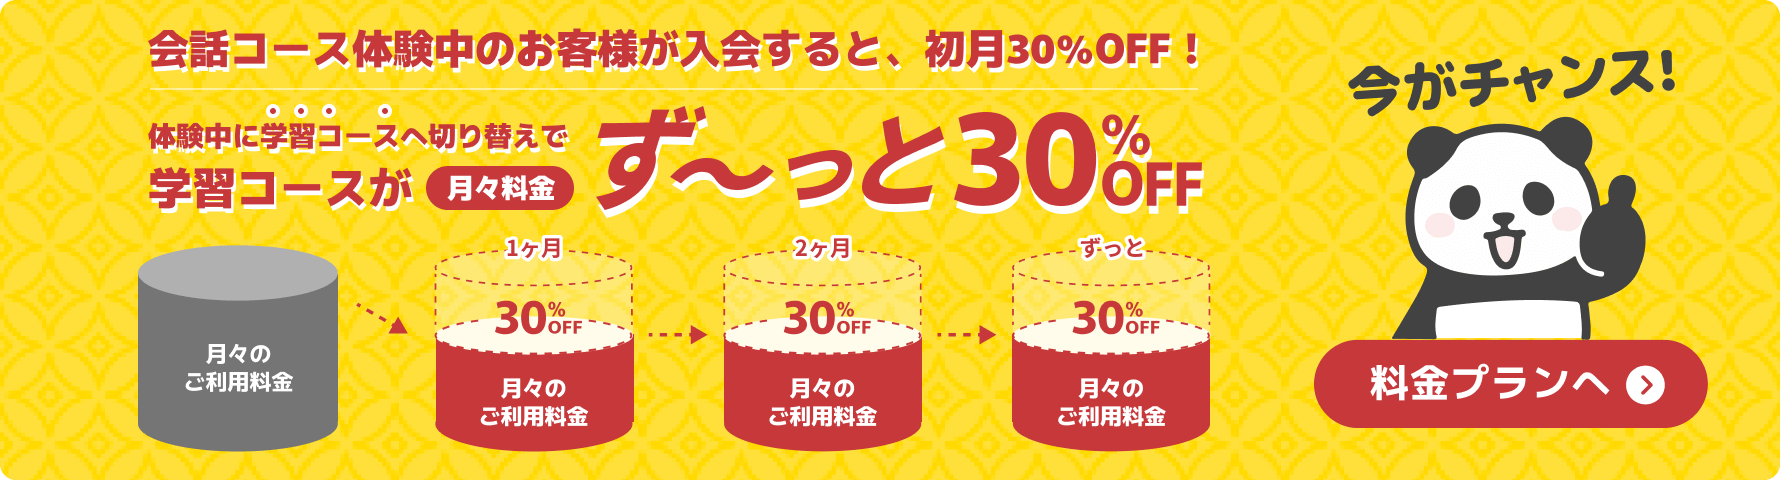 会話コース体験中のお客様が入会すると、初月30%OFF！
体験中に学習コースへ切り替えで
学習コースが 月々料金 ず～っと30%OFF
今がチャンス!
月々の
ご利用料金
1ヶ月
30%OFF
月々の
ご利用料金
2ヶ月
30%OFF
月々の
ご利用料金
ずっと
30%OFF
月々の
ご利用料金
料金プランへ